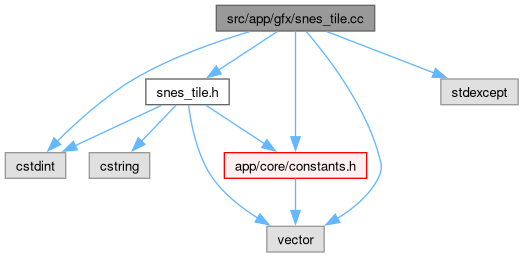 src/app/gfx/snes_tile.cc
snes_tile.h
stdexcept
cstdint
cstring
app/core/constants.h
vector